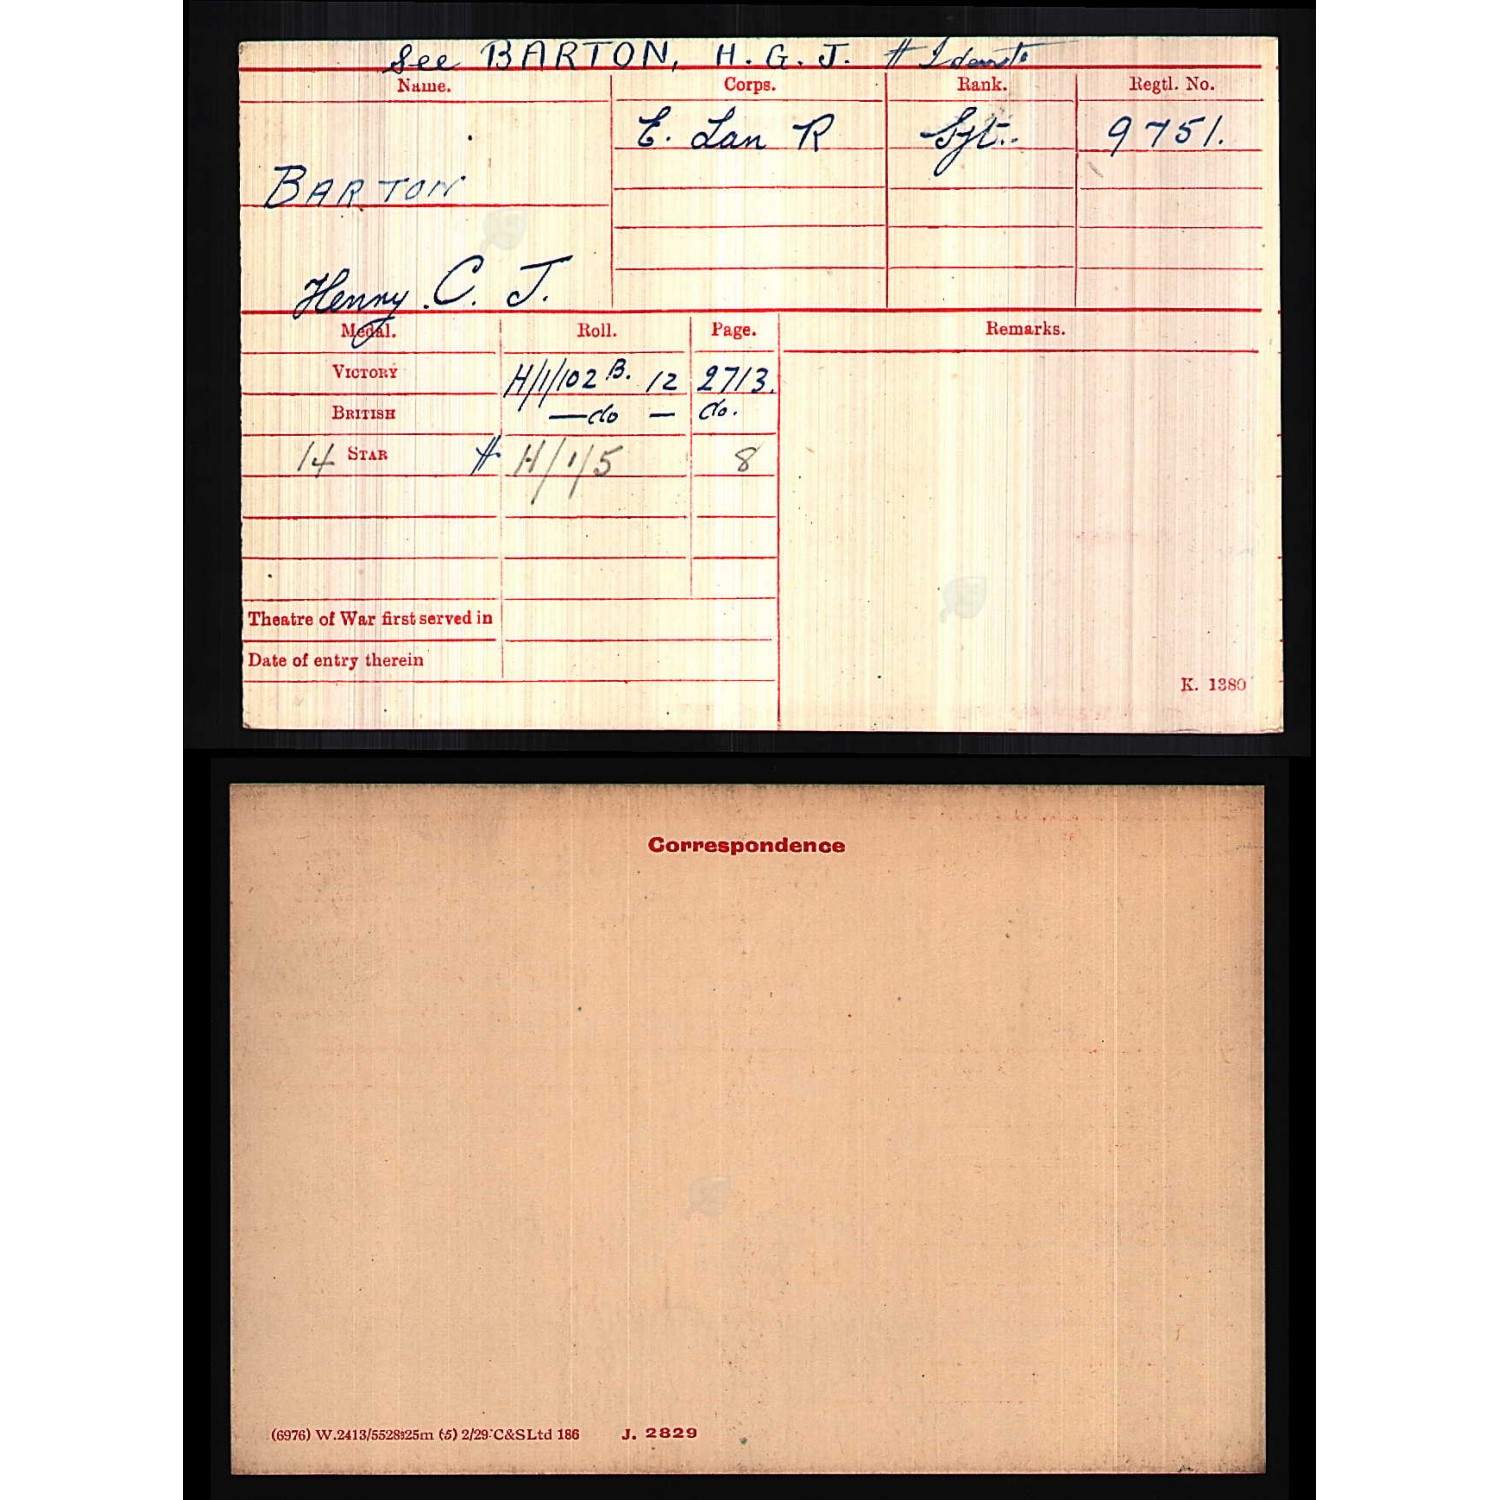 See BARTON, H. G. J. # Idents
Name. Corps. Rank. Regtl. No.
E. Lan R Sjt. 9751.
BARTON
Henry C. J.
Medal. Roll. Page. Remarks.
VICTORY H/1/102 B. 12 2713.
BRITISH —do— do.
14 STAR # H/1/5 8
Theatre of War first served in
Date of entry therein
K. 1380
Correspondence
(6976) W.2413/5528 25m (5) 2/29 C&SLtd 186 J. 2829